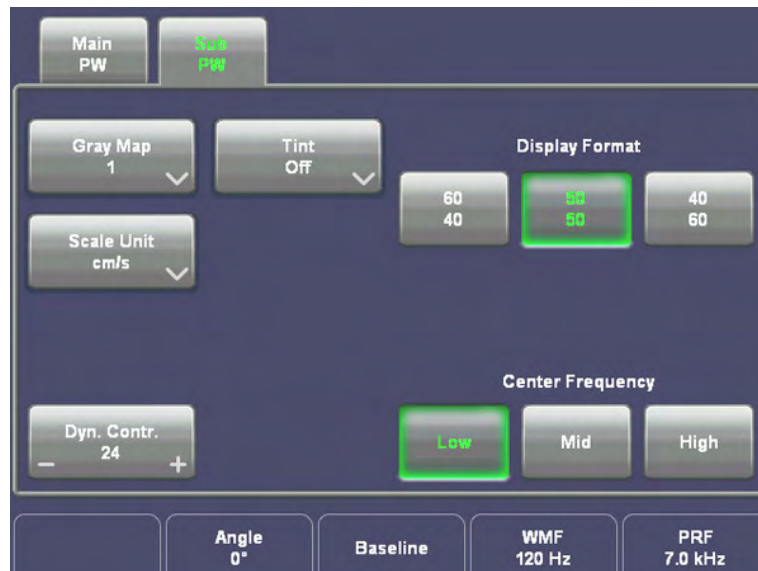 Main
PW
Sub
PW
Gray Map
1
Tint
Off
Display Format
60
40
50
50
40
60
Scale Unit
cm/s
Center Frequency
Dyn. Contr.
24
- +
Low
Mid
High
Angle
0°
Baseline
WMF
120 Hz
PRF
7.0 kHz